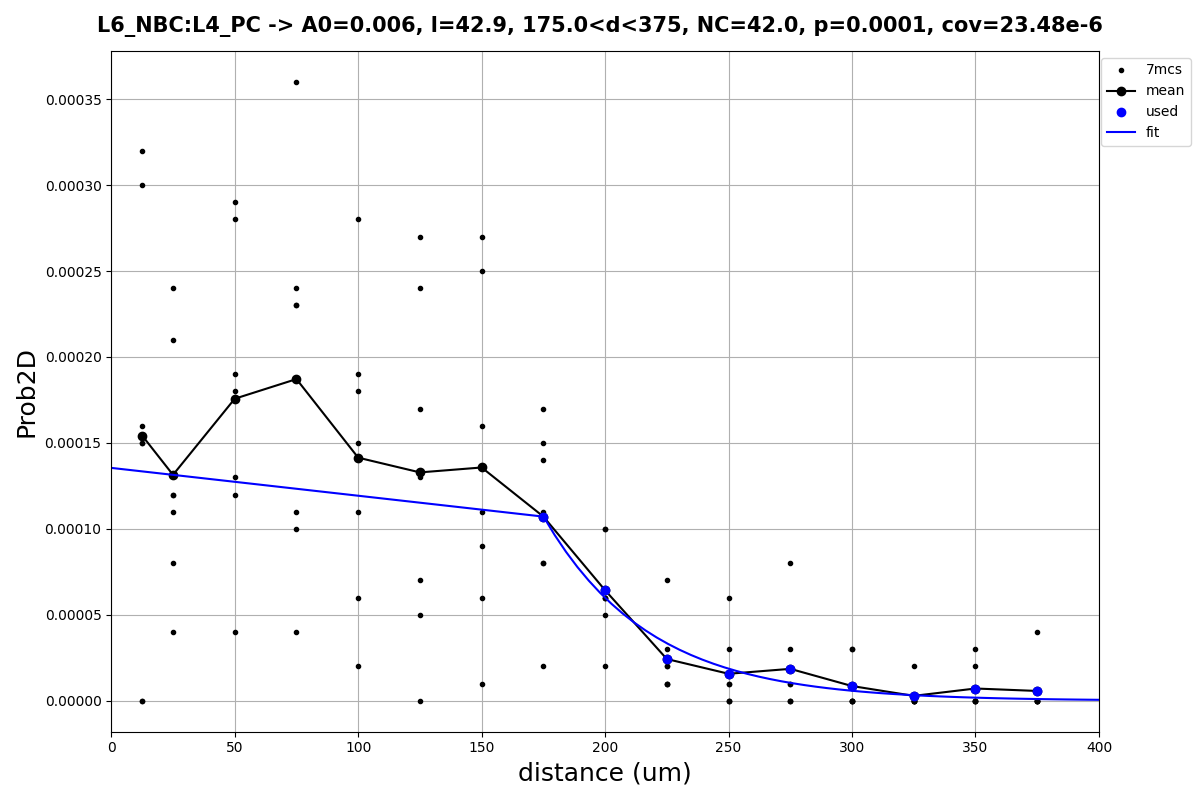 L6_NBC:L4_PC -> A0=0.006, l=42.9, 175.0<d<375, NC=42.0, p=0.0001, cov=23.48e-6
7mcs
mean
used
fit
Prob2D
0.00035
0.00030
0.00025
0.00020
0.00015
0.00010
0.00005
0.00000
0 50 100 150 200 250 300 350 400
distance (um)